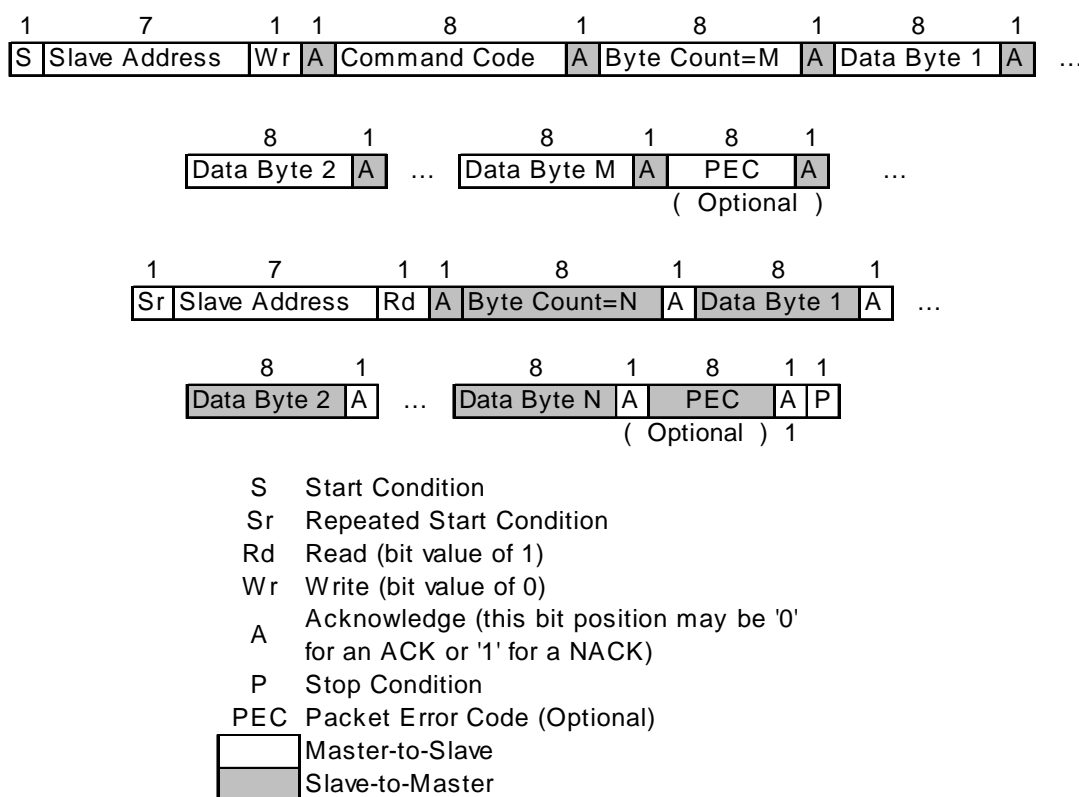 1 7 1 1 8 1 8 1 8 1
S Slave Address Wr A Command Code A Byte Count=M A Data Byte 1 A ...
8 1 8 1 8 1
Data Byte 2 A ... Data Byte M A PEC A ...
( Optional )
1 7 1 1 8 1 8 1
Sr Slave Address Rd A Byte Count=N A Data Byte 1 A ...
8 1 8 1 8 1 1
Data Byte 2 A ... Data Byte N A PEC A P
( Optional ) 1
S Start Condition
Sr Repeated Start Condition
Rd Read (bit value of 1)
Wr Write (bit value of 0)
A Acknowledge (this bit position may be '0'
for an ACK or '1' for a NACK)
P Stop Condition
PEC Packet Error Code (Optional)
Master-to-Slave
Slave-to-Master